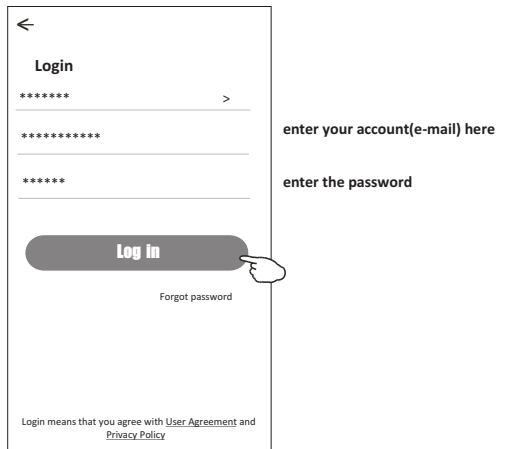 Login
******* >
***********
enter your account(e-mail) here
******
enter the password
Log in
Forgot password
Login means that you agree with User Agreement and
Privacy Policy